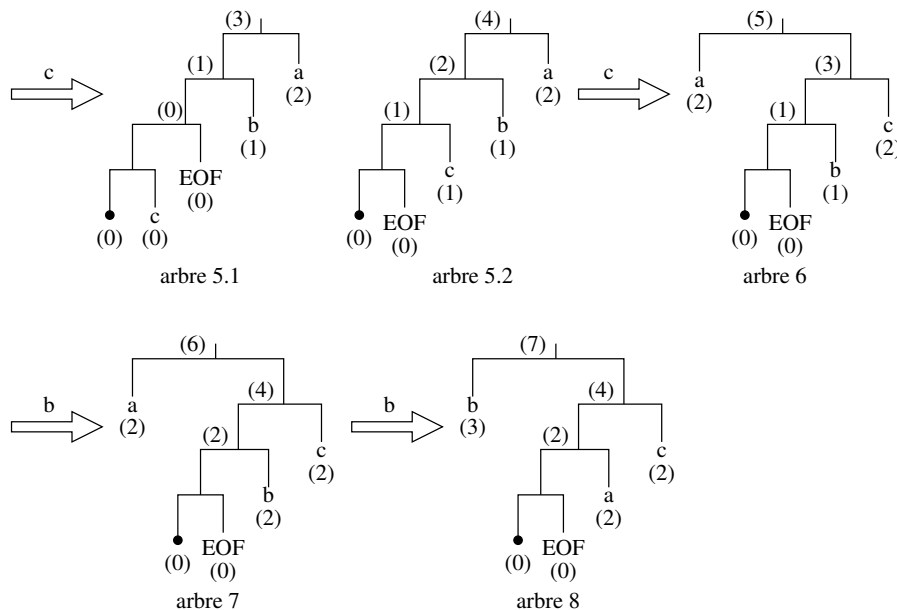 (3) (4) (5)
c (1) a (2) a c a (3)
(2) (2) (2)
(0) b (1) b (1) c
(1) (1) (2)
EOF c b
(0) (1) (1)
c EOF EOF
(0) (0) (0) (0) (0) (0)
arbre 5.1 arbre 5.2 arbre 6
(6) (7)
b a (4) b b (4)
(2) (3)
(2) c (2) c
(2) (2)
b a
(2) (2)
EOF EOF
(0) (0) (0) (0)
arbre 7 arbre 8